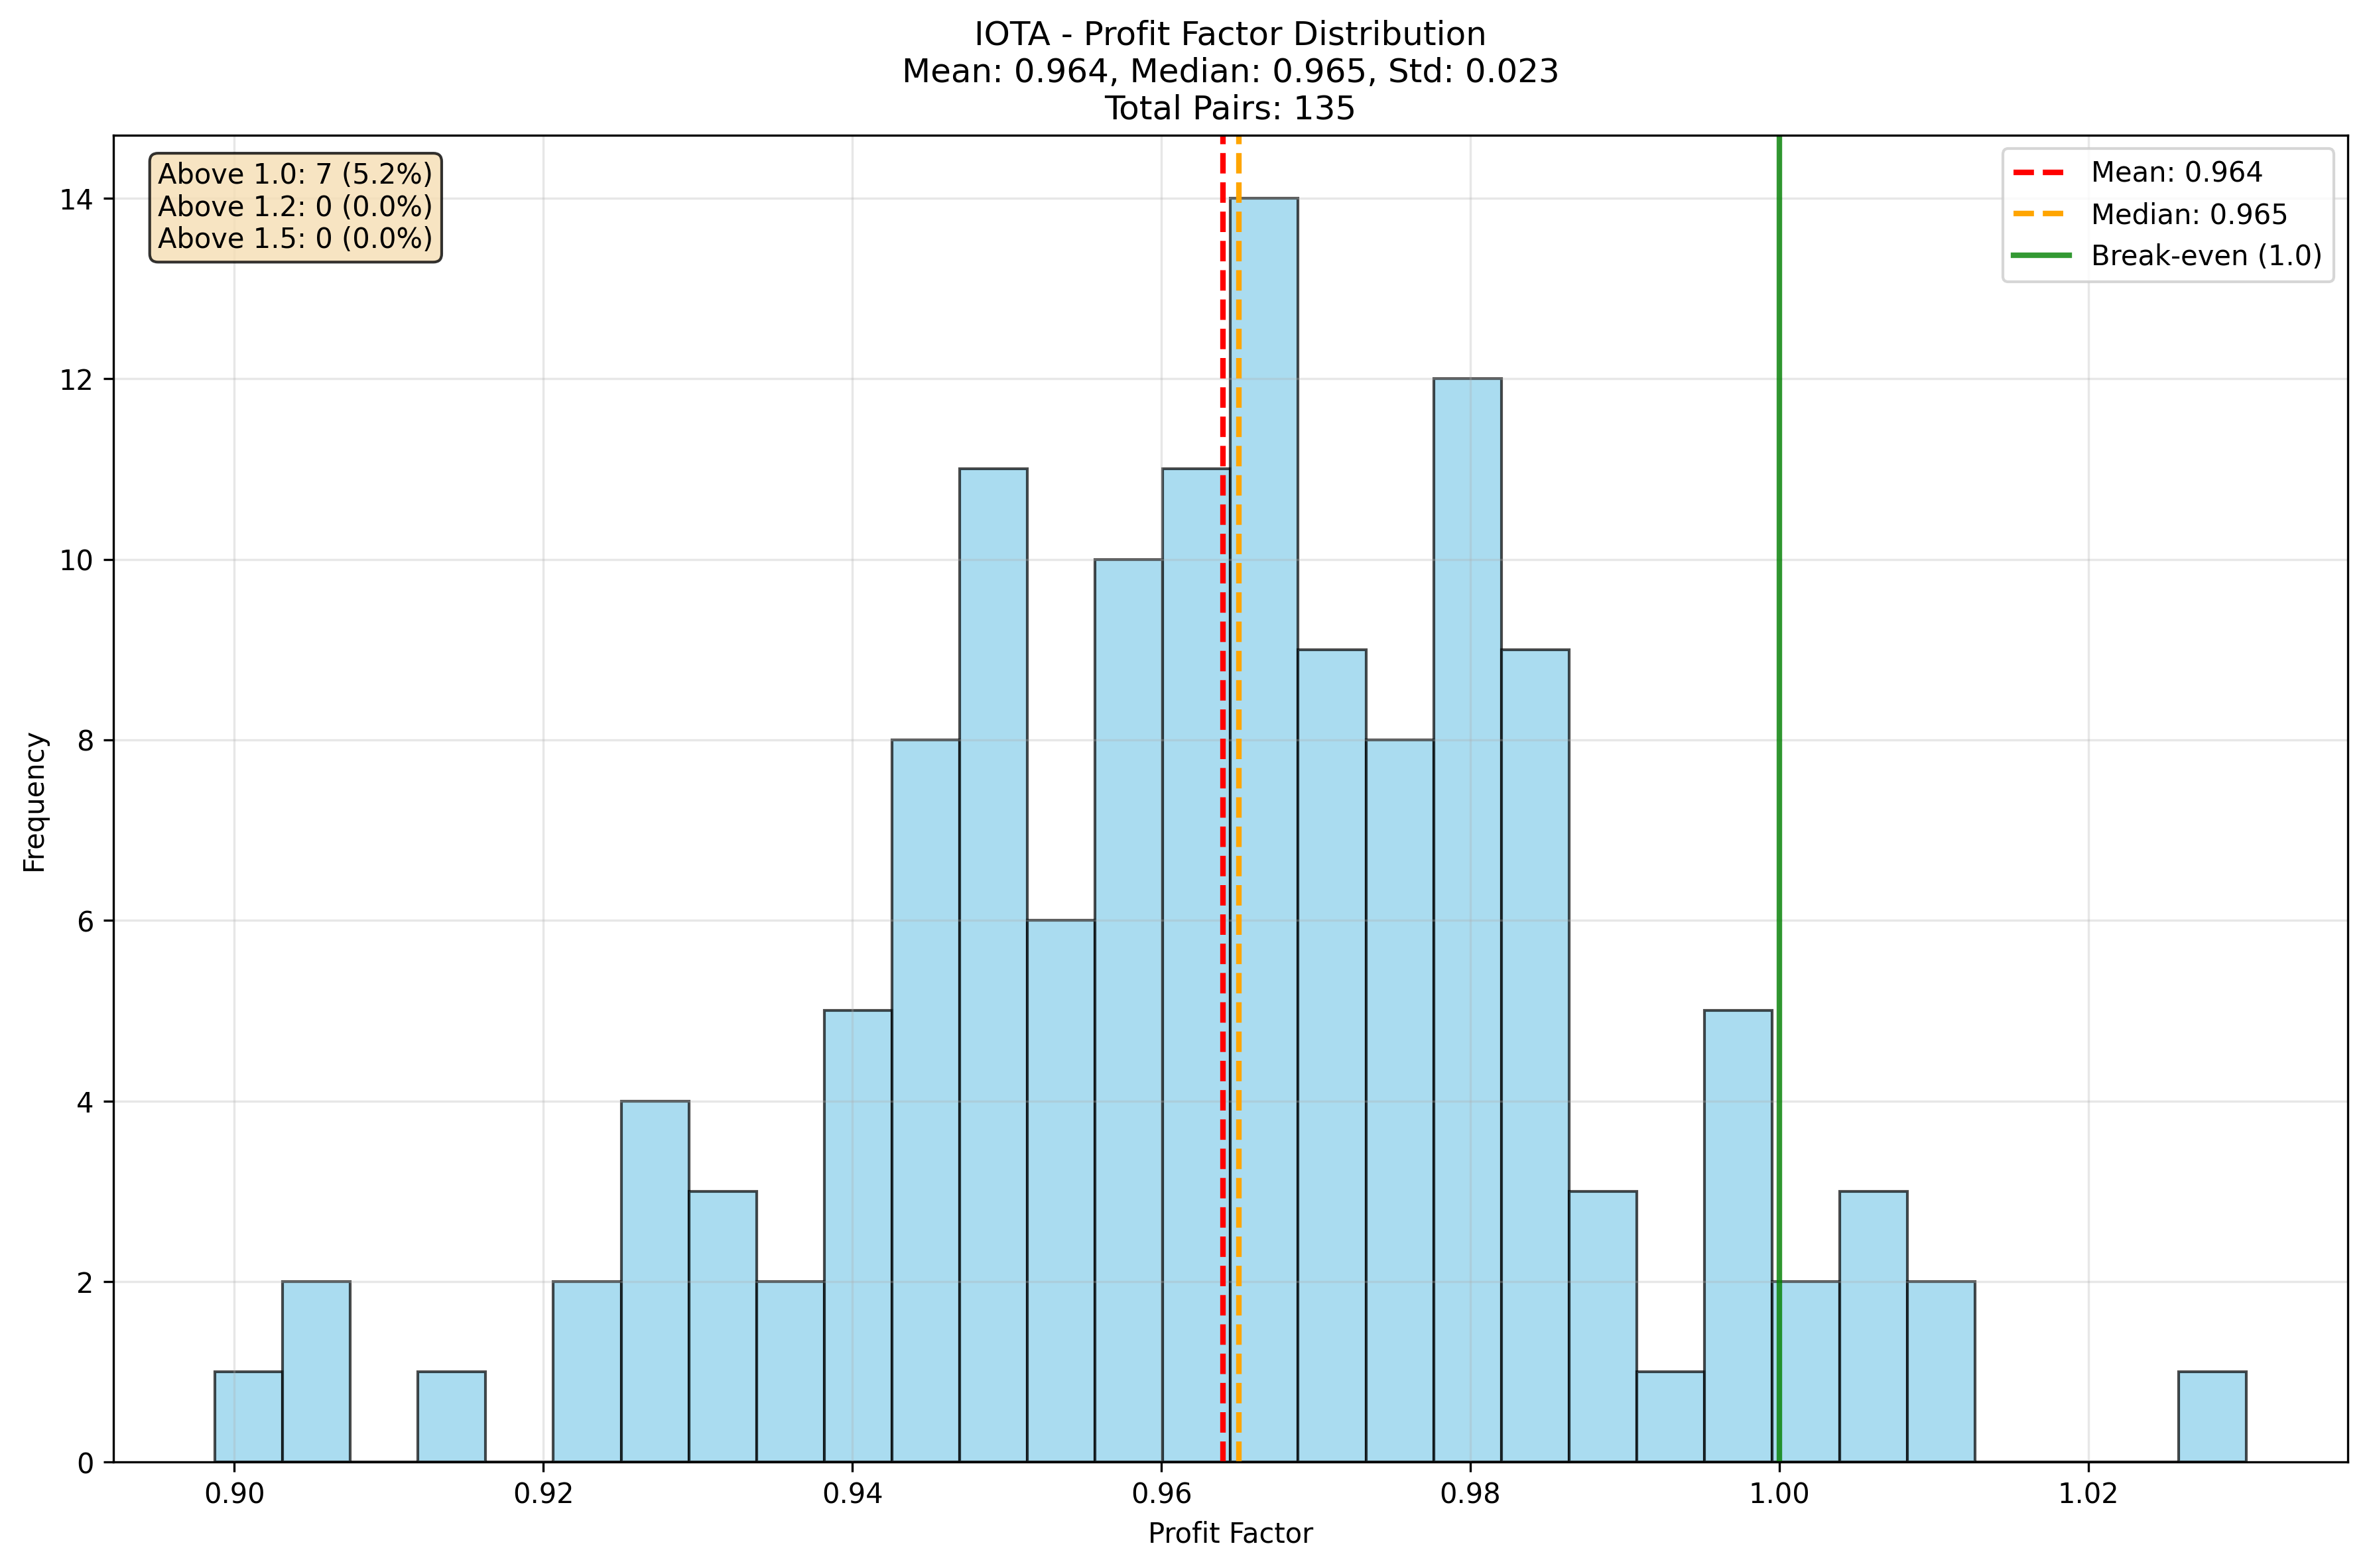 IOTA - Profit Factor Distribution
Mean: 0.964, Median: 0.965, Std: 0.023
Total Pairs: 135
Above 1.0: 7 (5.2%)
Above 1.2: 0 (0.0%)
Above 1.5: 0 (0.0%)
Mean: 0.964
Median: 0.965
Break-even (1.0)
Frequency
14
12
10
8
6
4
2
0
0.90
0.92
0.94
0.96
0.98
1.00
1.02
Profit Factor